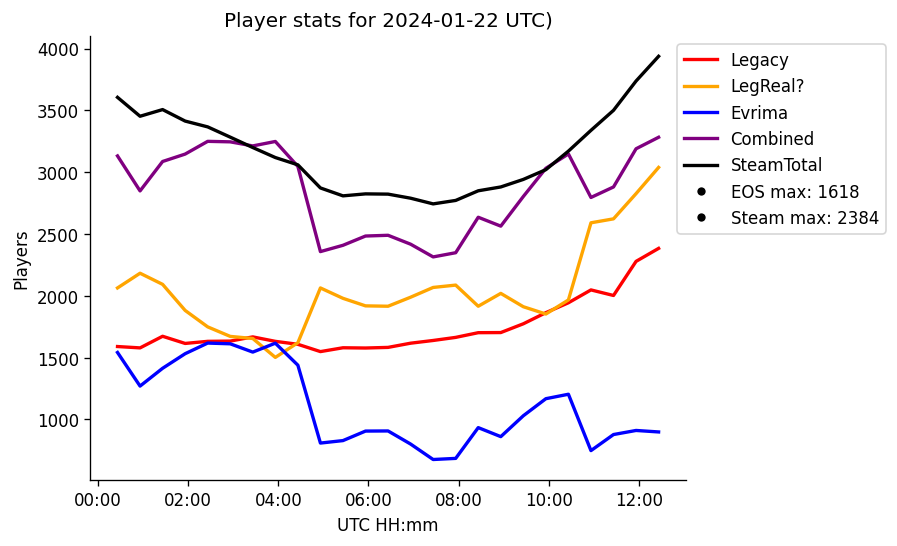 Player stats for 2024-01-22 UTC)
4000
3500
3000
2500
2000
1500
1000
Players
00:00 02:00 04:00 06:00 08:00 10:00 12:00
UTC HH:mm
Legacy
LegReal?
Evrima
Combined
SteamTotal
EOS max: 1618
Steam max: 2384